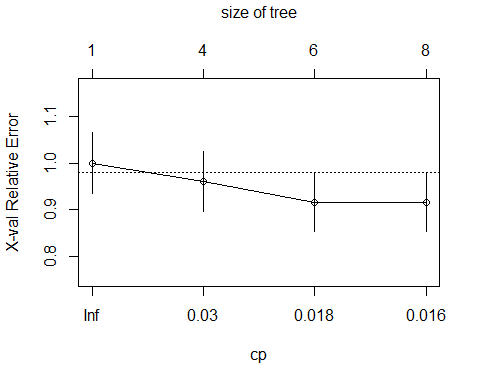 size of tree
1 4 6 8
X-val Relative Error
1.1
1.0
0.9
0.8
Inf 0.03 0.018 0.016
cp